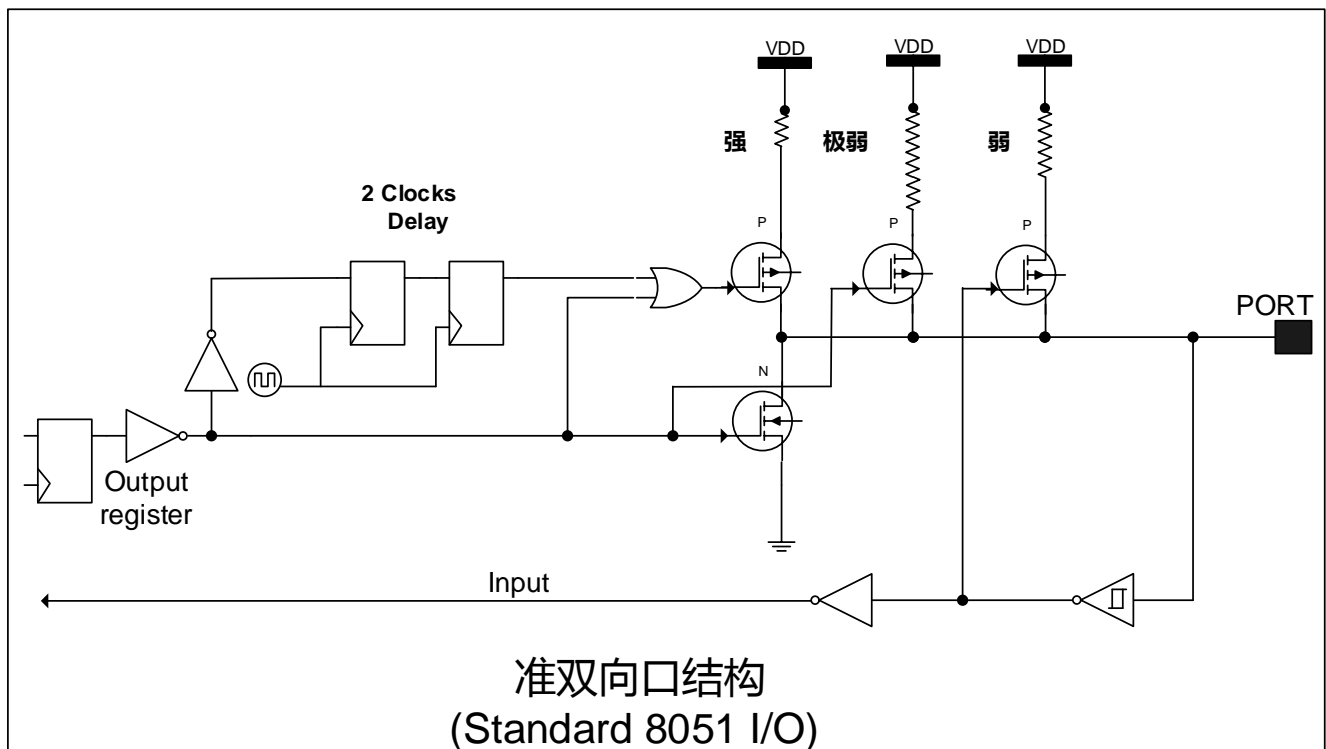 VDD
VDD
VDD
强
极弱
弱
2 Clocks
Delay
P
P
P
PORT
N
Output
register
Input
准双向口结构
(Standard 8051 I/O)